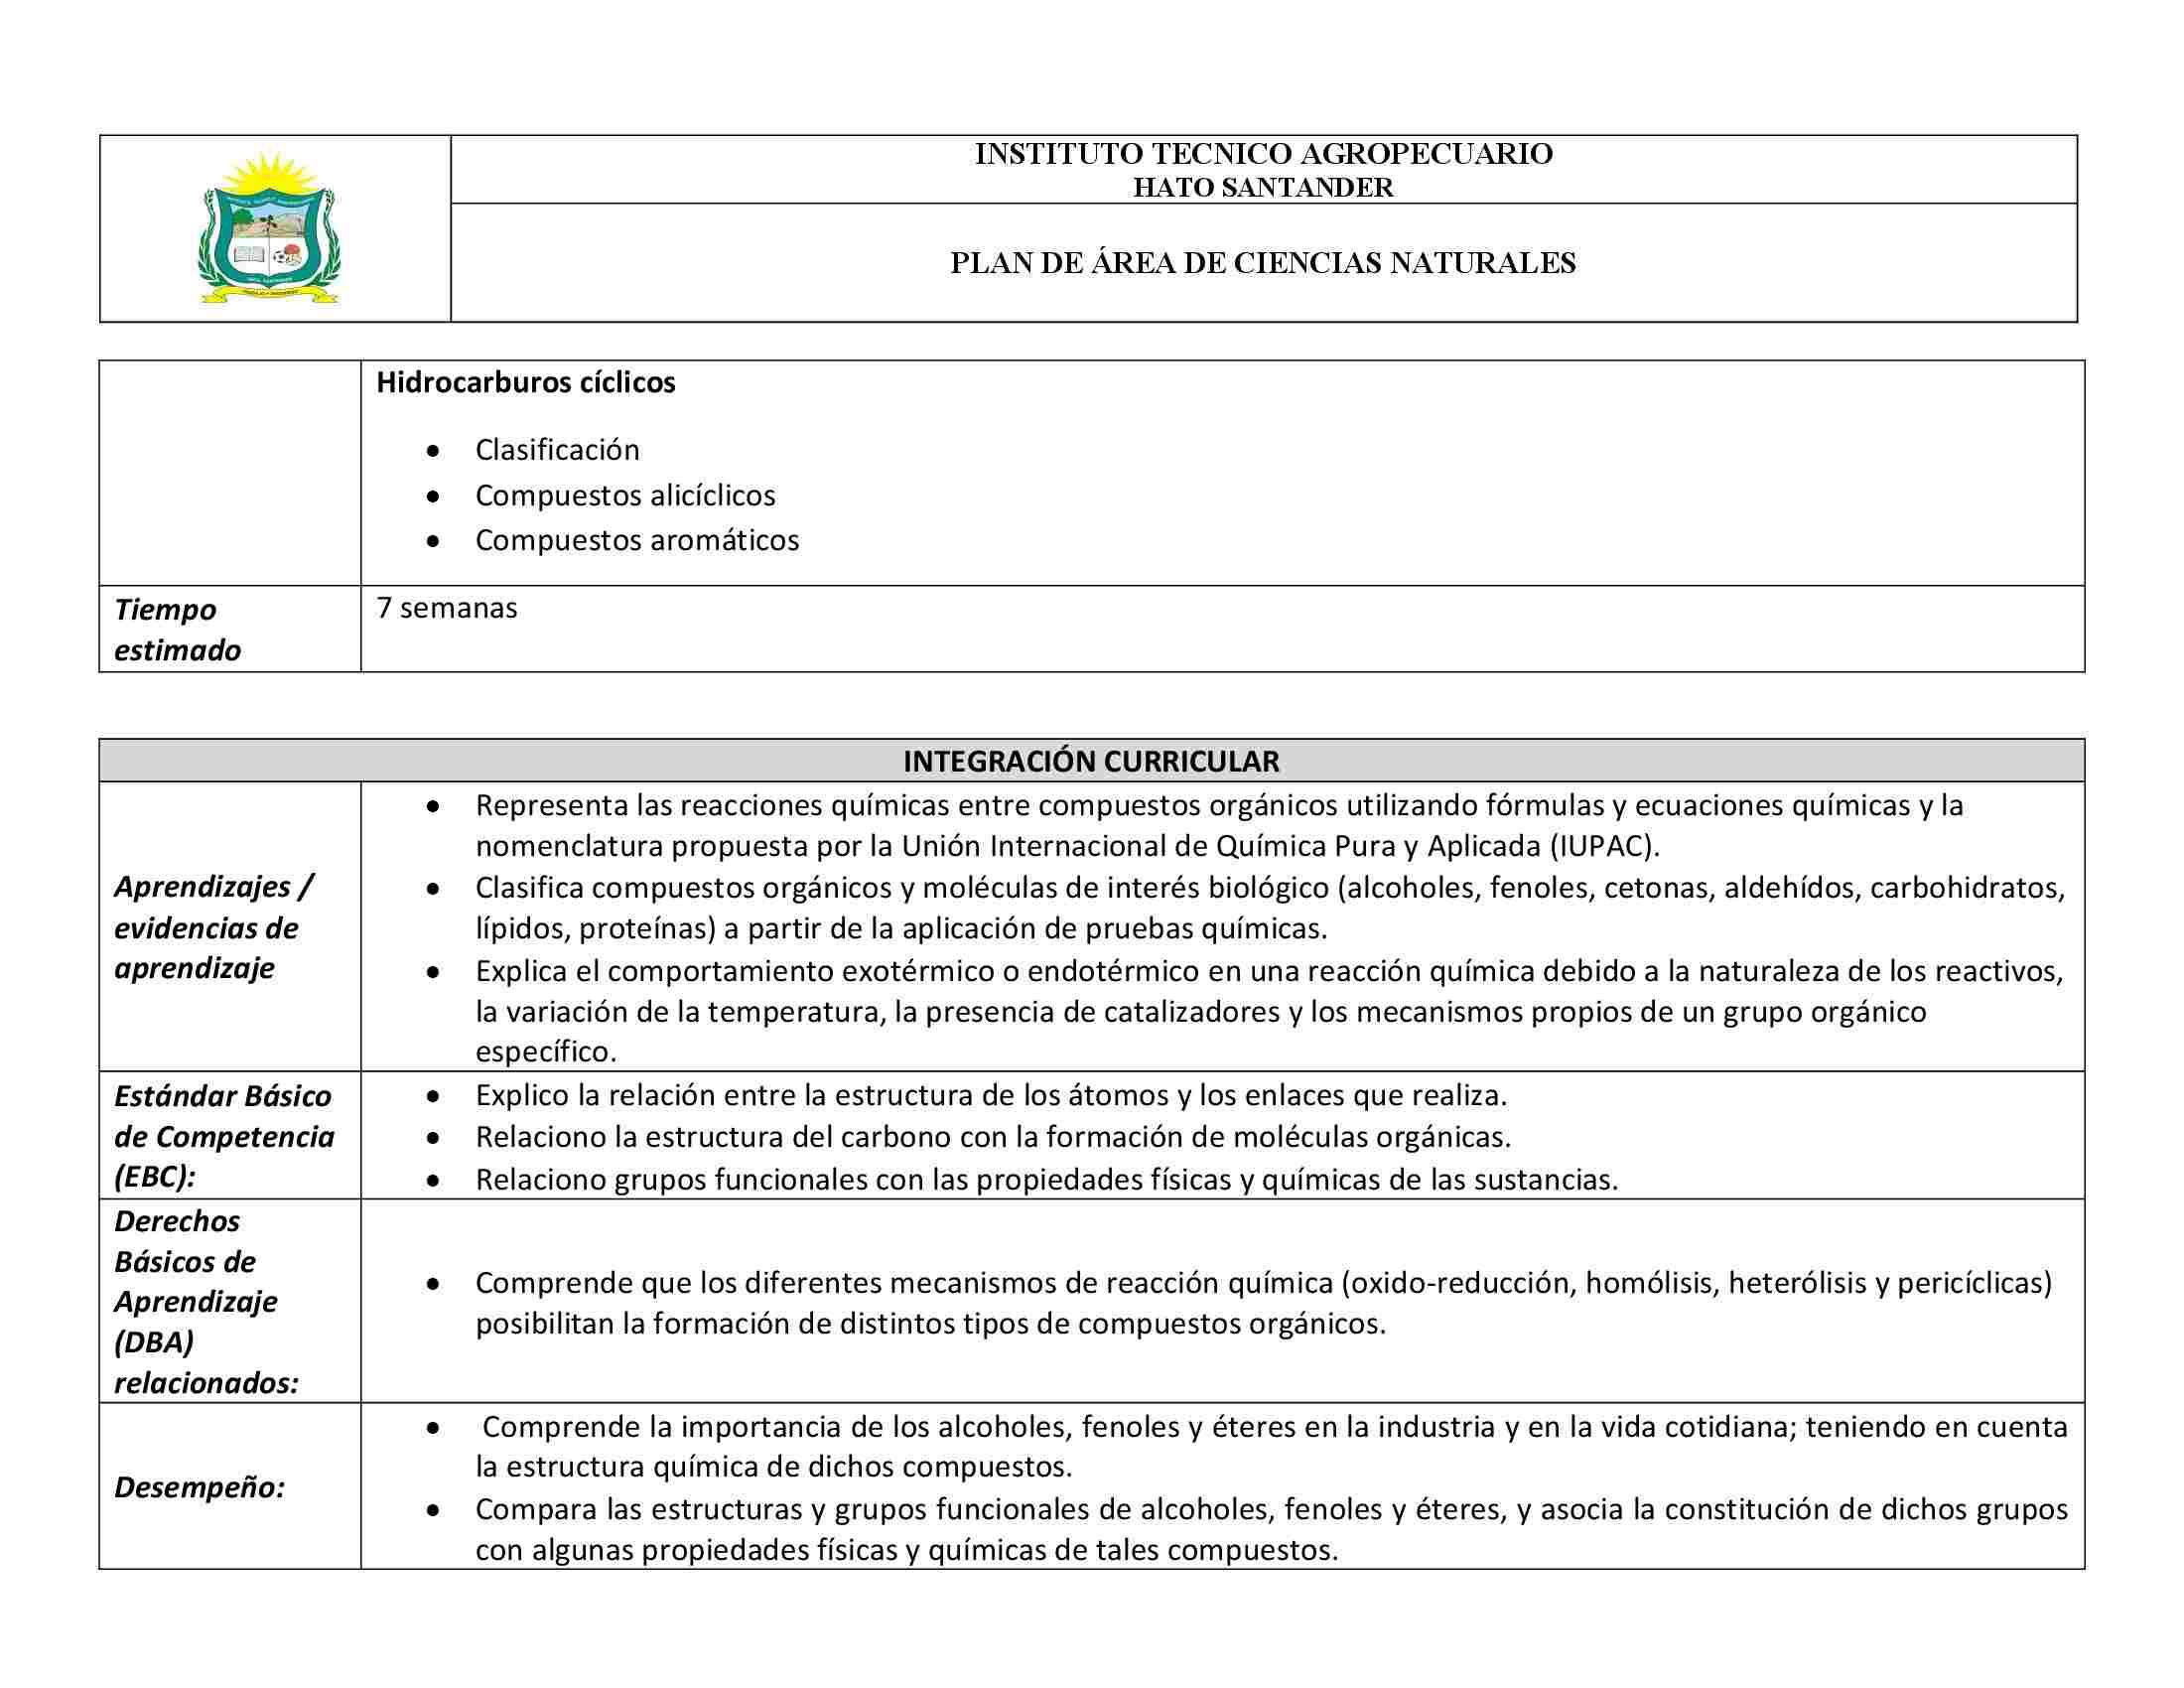 INSTITUTO TECNICO AGROPECUARIO
HATO SANTANDER
PLAN DE ÁREA DE CIENCIAS NATURALES
Hidrocarburos cíclicos
• Clasificación
• Compuestos alicíclicos
• Compuestos aromáticos
Tiempo
estimado
7 semanas
INTEGRACIÓN CURRICULAR
Aprendizajes /
evidencias de
aprendizaje
• Representa las reacciones químicas entre compuestos orgánicos utilizando fórmulas y ecuaciones químicas y la
nomenclatura propuesta por la Unión Internacional de Química Pura y Aplicada (IUPAC).
• Clasifica compuestos orgánicos y moléculas de interés biológico (alcoholes, fenoles, cetonas, aldehídos, carbohidratos,
lípidos, proteínas) a partir de la aplicación de pruebas químicas.
• Explica el comportamiento exotérmico o endotérmico en una reacción química debido a la naturaleza de los reactivos,
la variación de la temperatura, la presencia de catalizadores y los mecanismos propios de un grupo orgánico
específico.
Estándar Básico
de Competencia
(EBC):
• Explico la relación entre la estructura de los átomos y los enlaces que realiza.
• Relaciono la estructura del carbono con la formación de moléculas orgánicas.
• Relaciono grupos funcionales con las propiedades físicas y químicas de las sustancias.
Derechos
Básicos de
Aprendizaje
(DBA)
relacionados:
• Comprende que los diferentes mecanismos de reacción química (oxido-reducción, homólisis, heterólisis y pericíclicas)
posibilitan la formación de distintos tipos de compuestos orgánicos.
Desempeño:
• Comprende la importancia de los alcoholes, fenoles y éteres en la industria y en la vida cotidiana; teniendo en cuenta
la estructura química de dichos compuestos.
• Compara las estructuras y grupos funcionales de alcoholes, fenoles y éteres, y asocia la constitución de dichos grupos
con algunas propiedades físicas y químicas de tales compuestos.